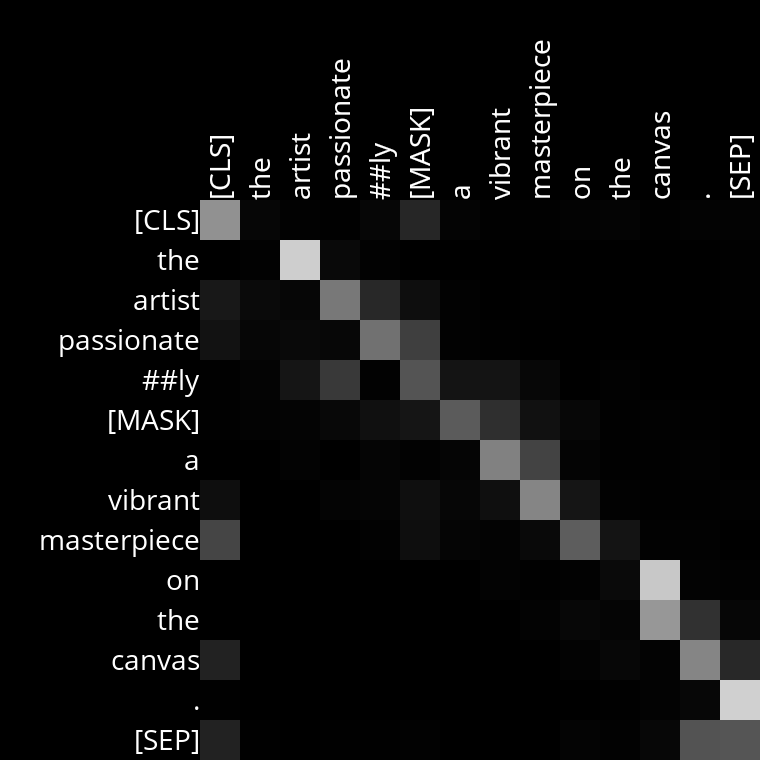 [CLS]
the
artist
passionate
##ly
[MASK]
a
vibrant
masterpiece
on
the
canvas
.
[SEP]
[CLS]
the
artist
passionate
##ly
[MASK]
a
vibrant
masterpiece
on
the
canvas
.
[SEP]